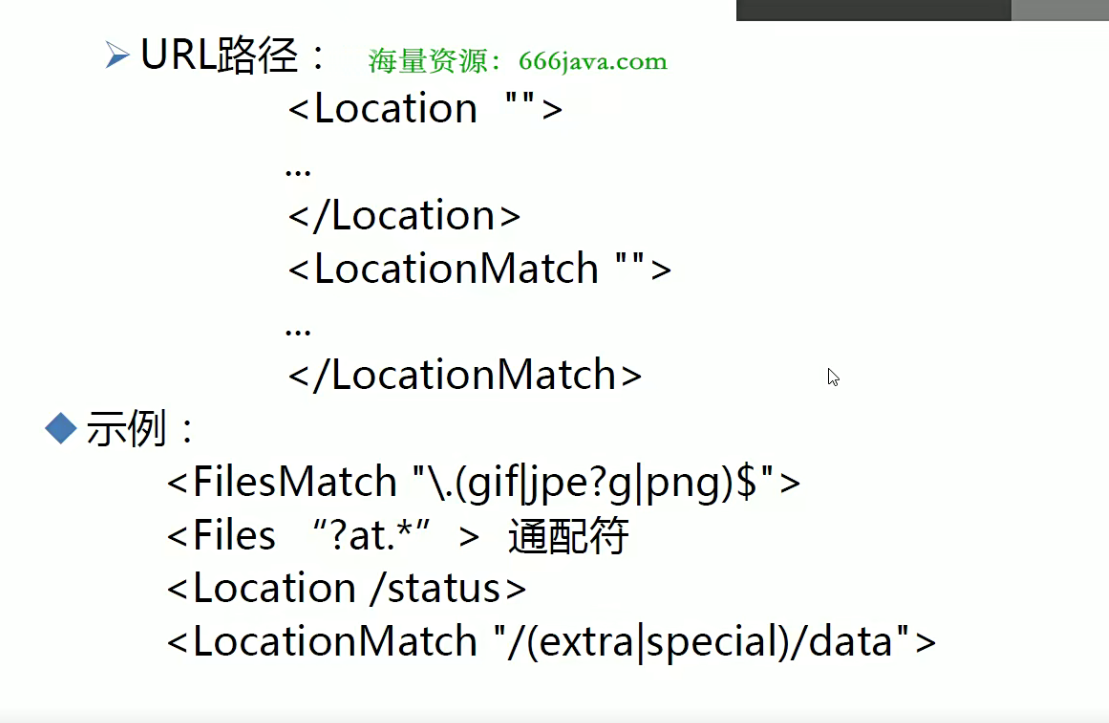 URL路径： 海量资源：666java.com
<Location "">
...
</Location>
<LocationMatch "">
...
</LocationMatch>
示例：
<FilesMatch "\.(gif|jpe?g|png)$">
<Files “?at.*” > 通配符
<Location /status>
<LocationMatch "/(extra|special)/data">